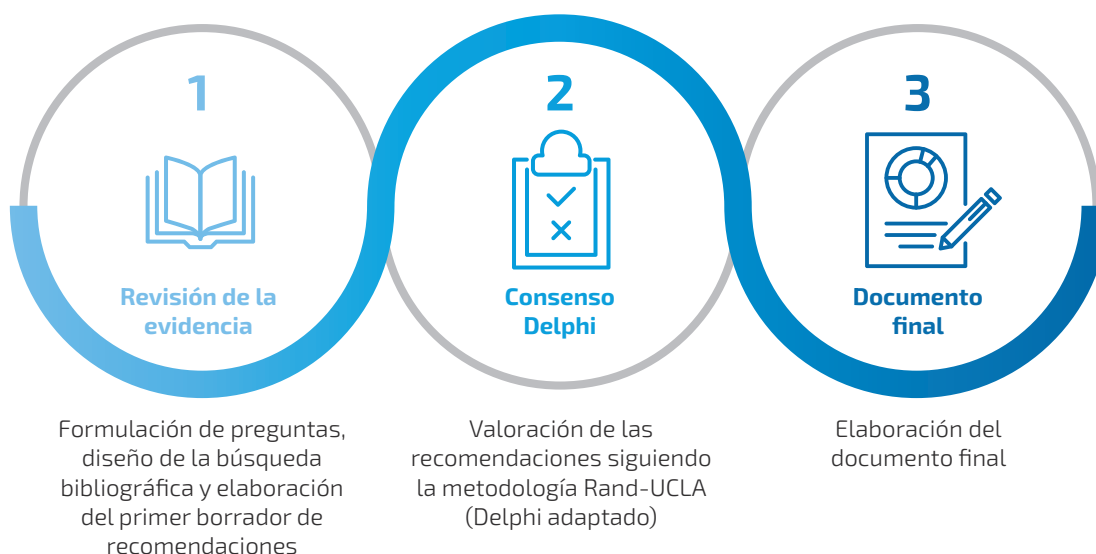 1
Revisión de la
evidencia
Formulación de preguntas,
diseño de la búsqueda
bibliográfica y elaboración
del primer borrador de
recomendaciones
2
Consenso
Delphi
Valoración de las
recomendaciones siguiendo
la metodología Rand-UCLA
(Delphi adaptado)
3
Documento
final
Elaboración del
documento final